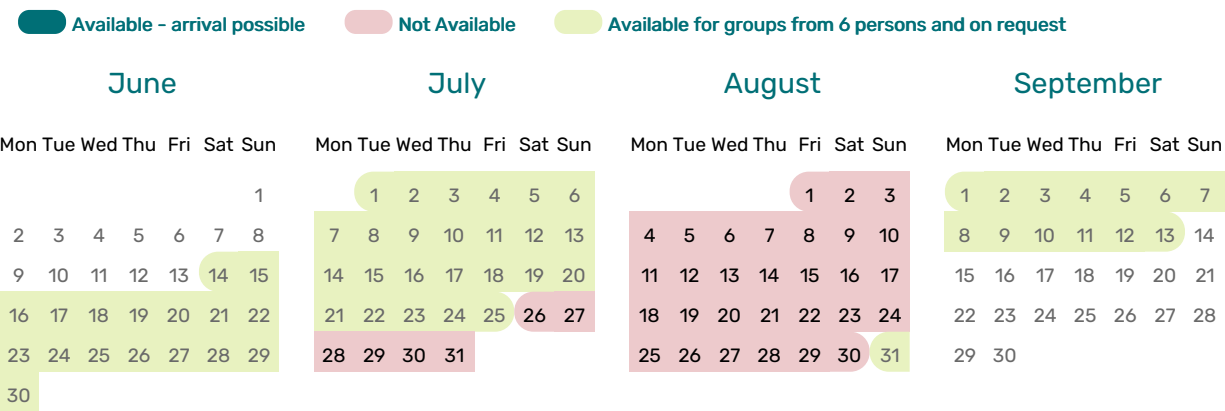 Available - arrival possible Not Available Available for groups from 6 persons and on request
June July August September
Mon Tue Wed Thu Fri Sat Sun Mon Tue Wed Thu Fri Sat Sun Mon Tue Wed Thu Fri Sat Sun Mon Tue Wed Thu Fri Sat Sun
1 1 2 3 4 5 6 1 2 3 1 2 3 4 5 6 7
2 3 4 5 6 7 8 7 8 9 10 11 12 13 4 5 6 7 8 9 10 8 9 10 11 12 13 14
9 10 11 12 13 14 15 14 15 16 17 18 19 20 11 12 13 14 15 16 17 15 16 17 18 19 20 21
16 17 18 19 20 21 22 21 22 23 24 25 26 27 18 19 20 21 22 23 24 22 23 24 25 26 27 28
23 24 25 26 27 28 29 28 29 30 31 25 26 27 28 29 30 31 29 30
30